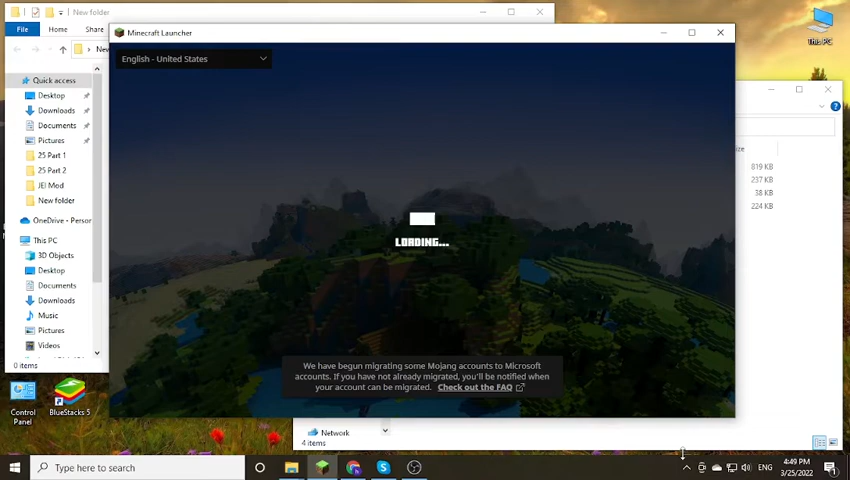 New folder
Minecraft Launcher
This PC
File
Home
Share
English - United States
Quick access
Desktop
Downloads
Documents
Pictures
25 Part 1
25 Part 2
JEI Mod
New folder
OneDrive - Person
This PC
3D Objects
Desktop
Documents
Downloads
Music
Pictures
Videos
0 items
819 KB
237 KB
38 KB
224 KB
LOADING...
We have begun migrating some Mojang accounts to Microsoft
accounts. If you have not already migrated, you'll be notified when
your account can be migrated. Check out the FAQ
Control
Panel
BlueStacks 5
Network
4 items
Type here to search
ENG
4:49 PM
3/25/2022
1